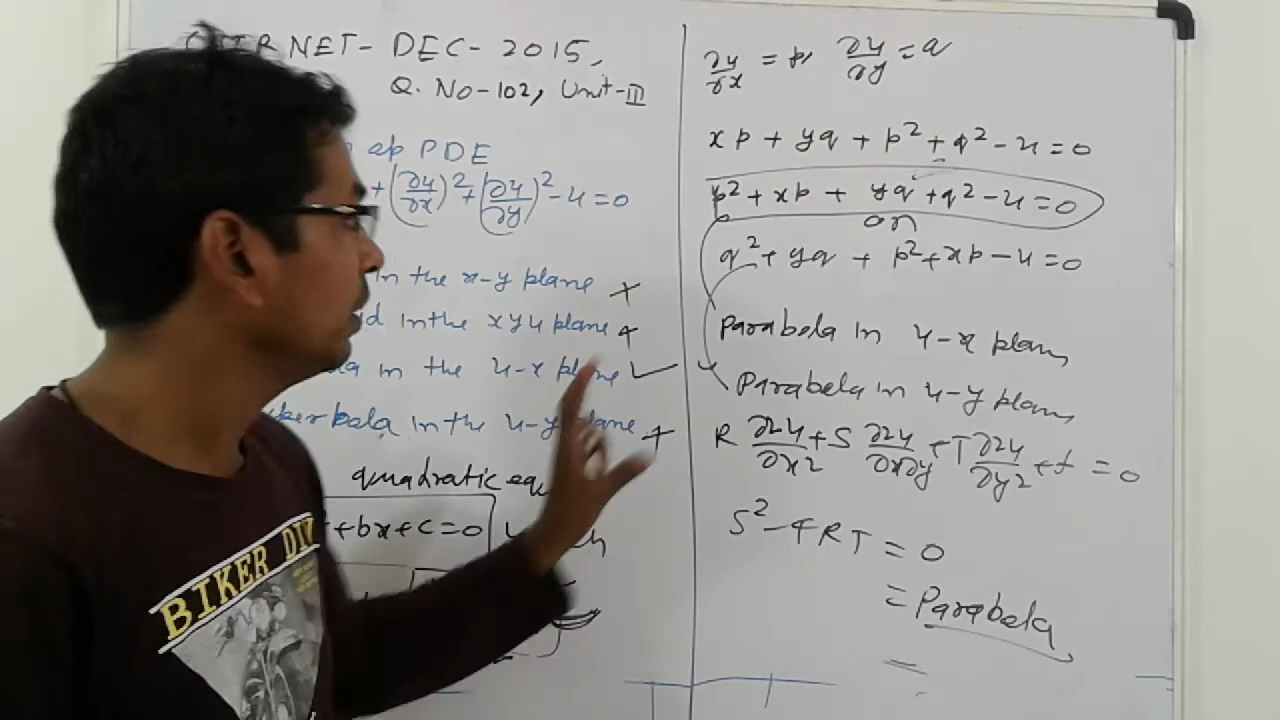 NET - DEC - 2015,
Q. No - 102, Unit - III
PDE
+ (∂u/∂x)² + (∂u/∂y)² - u = 0
in the x-y plane ×
in the xyu plane ×
in the u-x plane ✓
in the u-y plane ×
quadratic
+ bx + c = 0
BIKER DIV
∂u/∂x = p, ∂u/∂y = q
xp + yq + p² + q² - u = 0
p² + xp + yq + q² - u = 0
or
q² + yq + p² + xp - u = 0
Parabola in u-x plane,
Parabola in u-y plane,
R ∂²u/∂x² + S ∂²u/∂x∂y + T ∂²u/∂y² + f = 0
S² - 4RT = 0
= Parabola
=